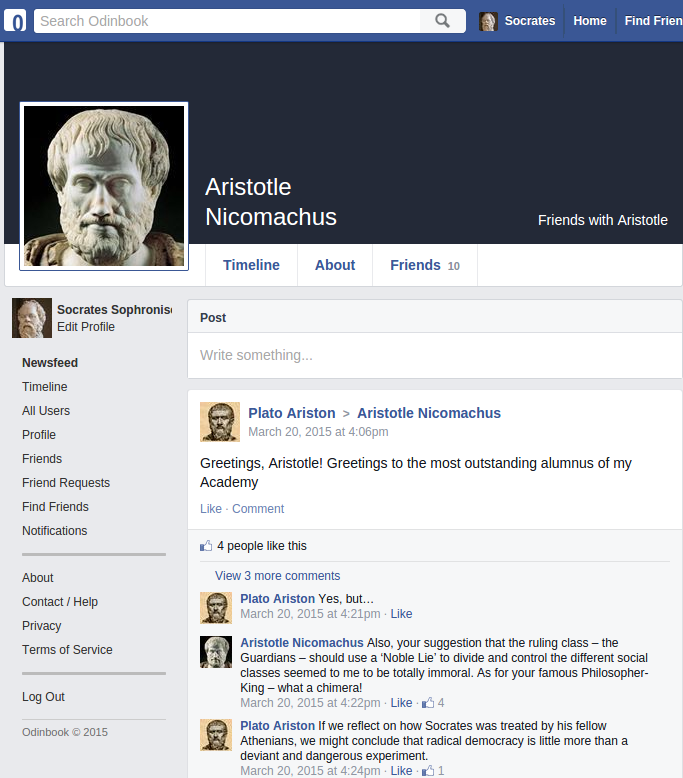 0 Search Odinbook Socrates Home Find Frien
Aristotle
Nicomachus
Friends with Aristotle
Timeline About Friends 10
Socrates Sophronis
Edit Profile
Newsfeed
Timeline
All Users
Profile
Friends
Friend Requests
Find Friends
Notifications
About
Contact / Help
Privacy
Terms of Service
Log Out
Odinbook © 2015
Post
Write something...
Plato Ariston > Aristotle Nicomachus
March 20, 2015 at 4:06pm
Greetings, Aristotle! Greetings to the most outstanding alumnus of my
Academy
Like · Comment
4 people like this
View 3 more comments
Plato Ariston Yes, but…
March 20, 2015 at 4:21pm · Like
Aristotle Nicomachus Also, your suggestion that the ruling class – the
Guardians – should use a ‘Noble Lie’ to divide and control the different social
classes seemed to me to be totally immoral. As for your famous Philosopher-
King – what a chimera!
March 20, 2015 at 4:22pm · Like · 4
Plato Ariston If we reflect on how Socrates was treated by his fellow
Athenians, we might conclude that radical democracy is little more than a
deviant and dangerous experiment.
March 20, 2015 at 4:24pm · Like · 1